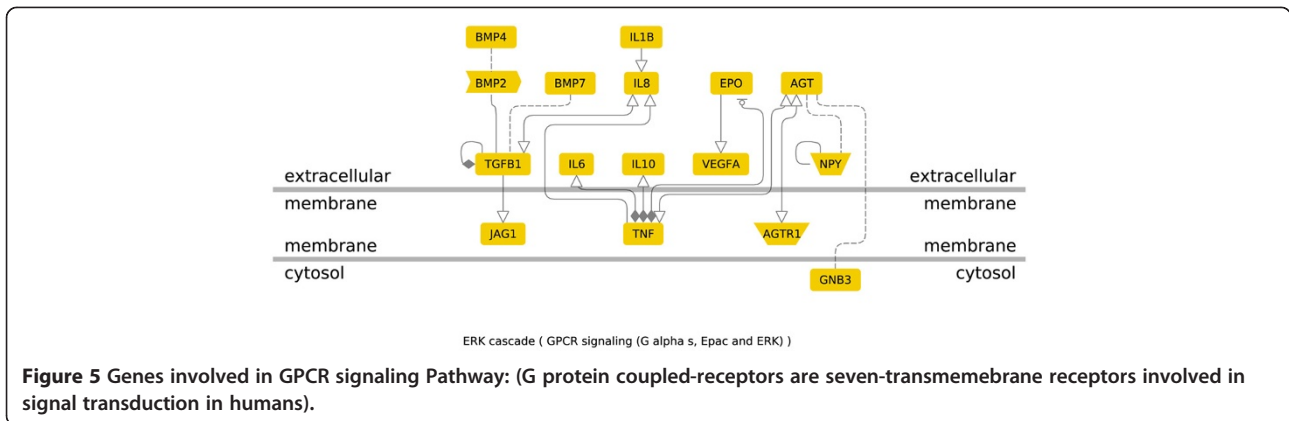 BMP4
IL1B
BMP2
BMP7
IL8
EPO
AGT
TGFB1
IL6
IL10
VEGFA
NPY
extracellular
extracellular
membrane
membrane
JAG1
TNF
AGTR1
membrane
membrane
cytosol
cytosol
GNB3
ERK cascade ( GPCR signaling (G alpha s, Epac and ERK) )
Figure 5 Genes involved in GPCR signaling Pathway: (G protein coupled-receptors are seven-transmemebrane receptors involved in
signal transduction in humans).